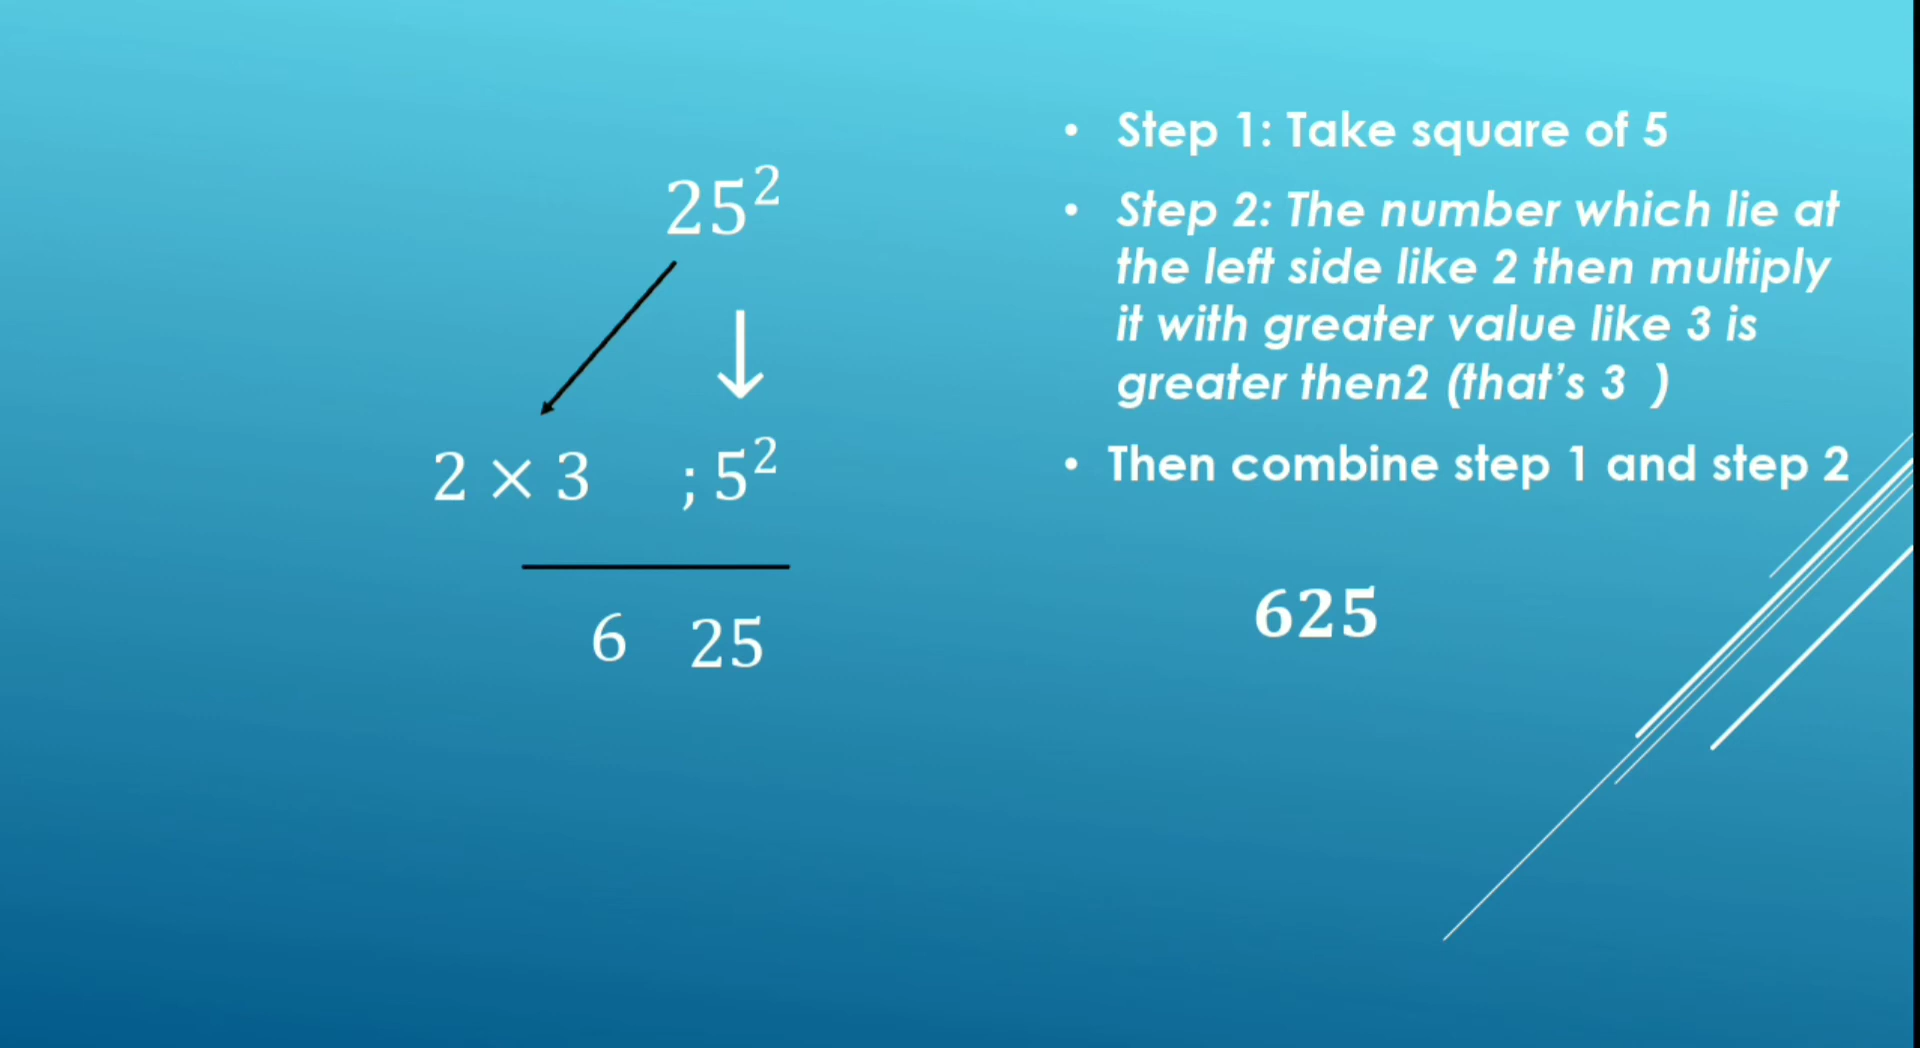 25²
2 × 3 ; 5²
6 25
• Step 1: Take square of 5
• Step 2: The number which lie at
the left side like 2 then multiply
it with greater value like 3 is
greater then2 (that's 3 )
• Then combine step 1 and step 2
625